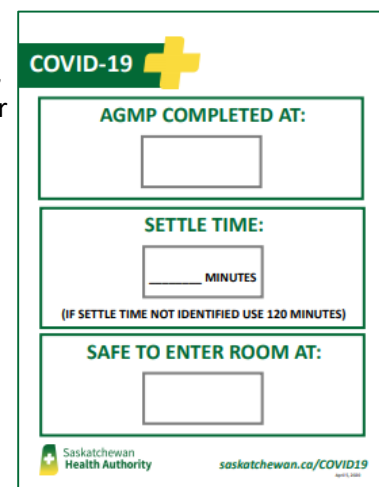 r
COVID-19
AGMP COMPLETED AT:
SETTLE TIME:
________ MINUTES
(IF SETTLE TIME NOT IDENTIFIED USE 120 MINUTES)
SAFE TO ENTER ROOM AT:
Saskatchewan
Health Authority
saskatchewan.ca/COVID19